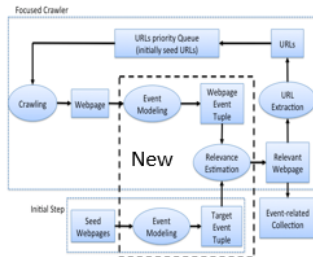 Focused Crawler
URLs priority Queue
(initially seed URLs)
URLs
Crawling
Webpage
Event
Modeling
Webpage
Event
Tuple
URL
Extraction
New
Relevance
Estimation
Relevant
Webpage
Initial Step
Seed
Webpages
Event
Modeling
Target
Event
Tuple
Event-related
Collection